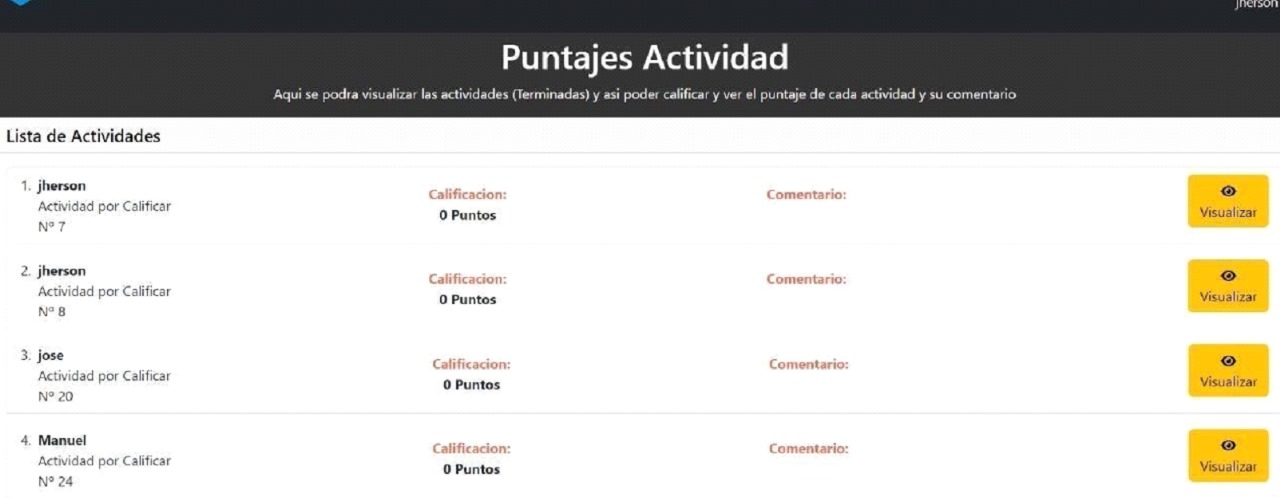 jherson
Puntajes Actividad
Aqui se podra visualizar las actividades (Terminadas) y asi poder calificar y ver el puntaje de cada actividad y su comentario
Lista de Actividades
1. jherson
Actividad por Calificar
Nº 7
Calificacion:
0 Puntos
Comentario:
Visualizar
2. jherson
Actividad por Calificar
Nº 8
Calificacion:
0 Puntos
Comentario:
Visualizar
3. jose
Actividad por Calificar
Nº 20
Calificacion:
0 Puntos
Comentario:
Visualizar
4. Manuel
Actividad por Calificar
Nº 24
Calificacion:
0 Puntos
Comentario:
Visualizar